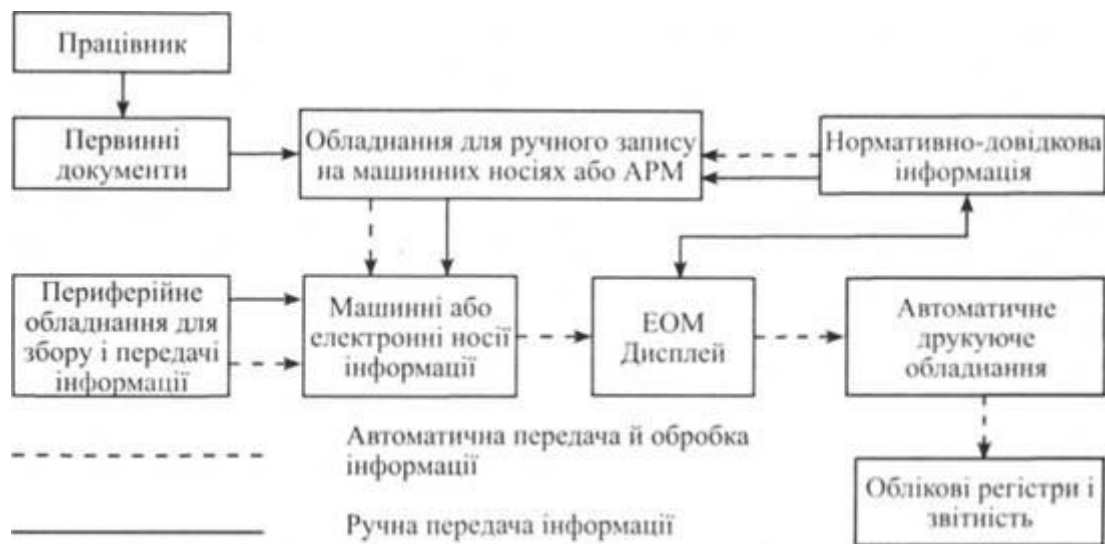 Працівник
Первинні
документи
Обладнання для ручного запису
на машинних носіях або АРМ
Нормативно-довідкова
інформація
Периферійне
обладнання для
збору і передачі
інформації
Машинні або
електронні носії
інформації
ЕОМ
Дисплей
Автоматичне
друкуюче
обладнання
Автоматична передача й обробка
інформації
Облікові регістри і
звітність
Ручна передача інформації